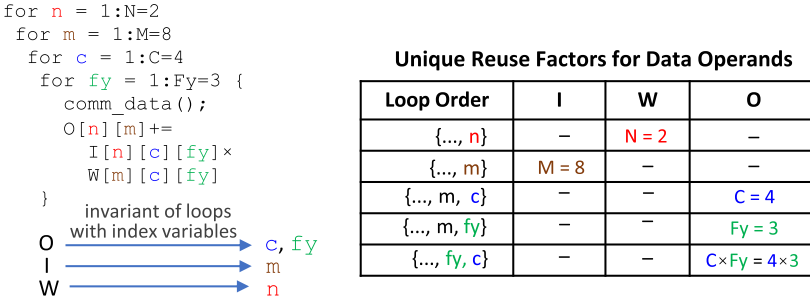 for n = 1:N=2
for m = 1:M=8
for c = 1:C=4
for fy = 1:Fy=3 {
comm_data();
O[n][m]+=
I[n][c][fy]×
W[m][c][fy]
}
invariant of loops
with index variables
O c, fy
I m
W n
Unique Reuse Factors for Data Operands
Loop Order I W O
{..., n} – N = 2 –
{..., m} M = 8 – –
{..., m, c} – – C = 4
{..., m, fy} – – Fy = 3
{..., fy, c} – – C×Fy = 4×3